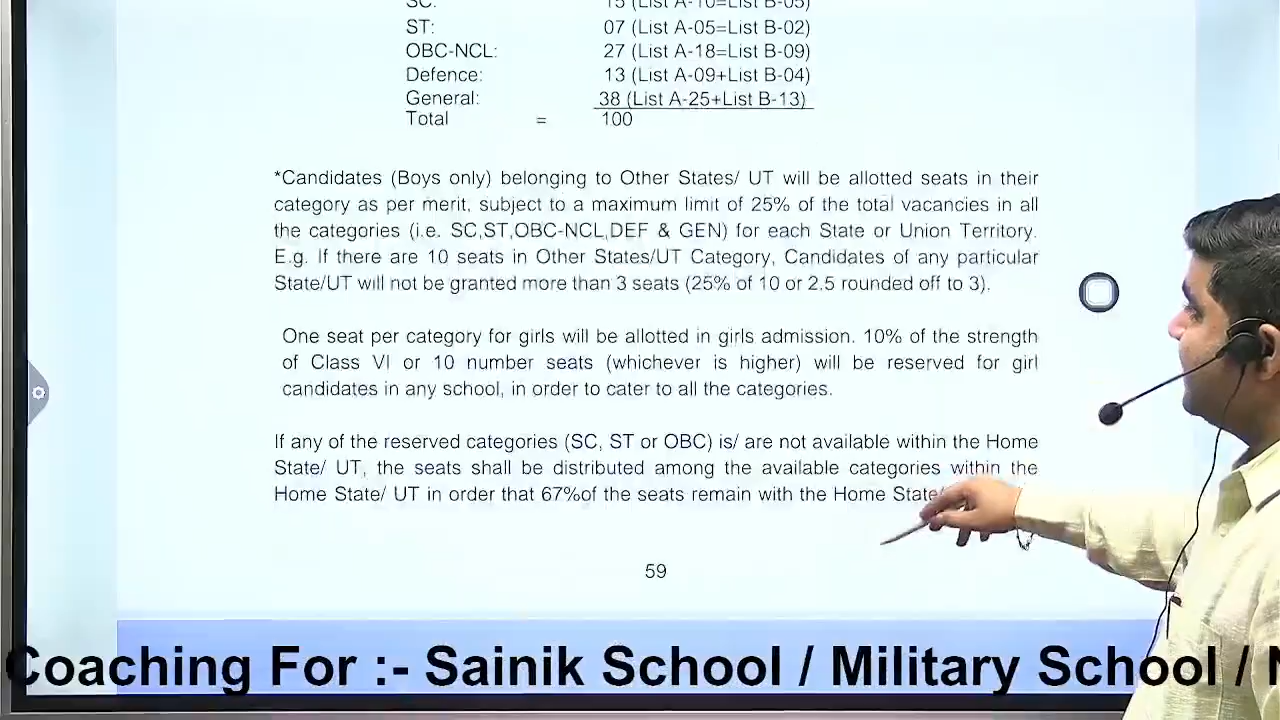 SC: 15 (List A-10=List B-05)
ST: 07 (List A-05=List B-02)
OBC-NCL: 27 (List A-18=List B-09)
Defence: 13 (List A-09+List B-04)
General: 38 (List A-25+List B-13)
Total = 100
*Candidates (Boys only) belonging to Other States/ UT will be allotted seats in their
category as per merit, subject to a maximum limit of 25% of the total vacancies in all
the categories (i.e. SC,ST,OBC-NCL,DEF & GEN) for each State or Union Territory.
E.g. If there are 10 seats in Other States/UT Category, Candidates of any particular
State/UT will not be granted more than 3 seats (25% of 10 or 2.5 rounded off to 3).
One seat per category for girls will be allotted in girls admission. 10% of the strength
of Class VI or 10 number seats (whichever is higher) will be reserved for girl
candidates in any school, in order to cater to all the categories.
If any of the reserved categories (SC, ST or OBC) is/ are not available within the Home
State/ UT, the seats shall be distributed among the available categories within the
Home State/ UT in order that 67%of the seats remain with the Home State/
59
Coaching For :- Sainik School / Military School /